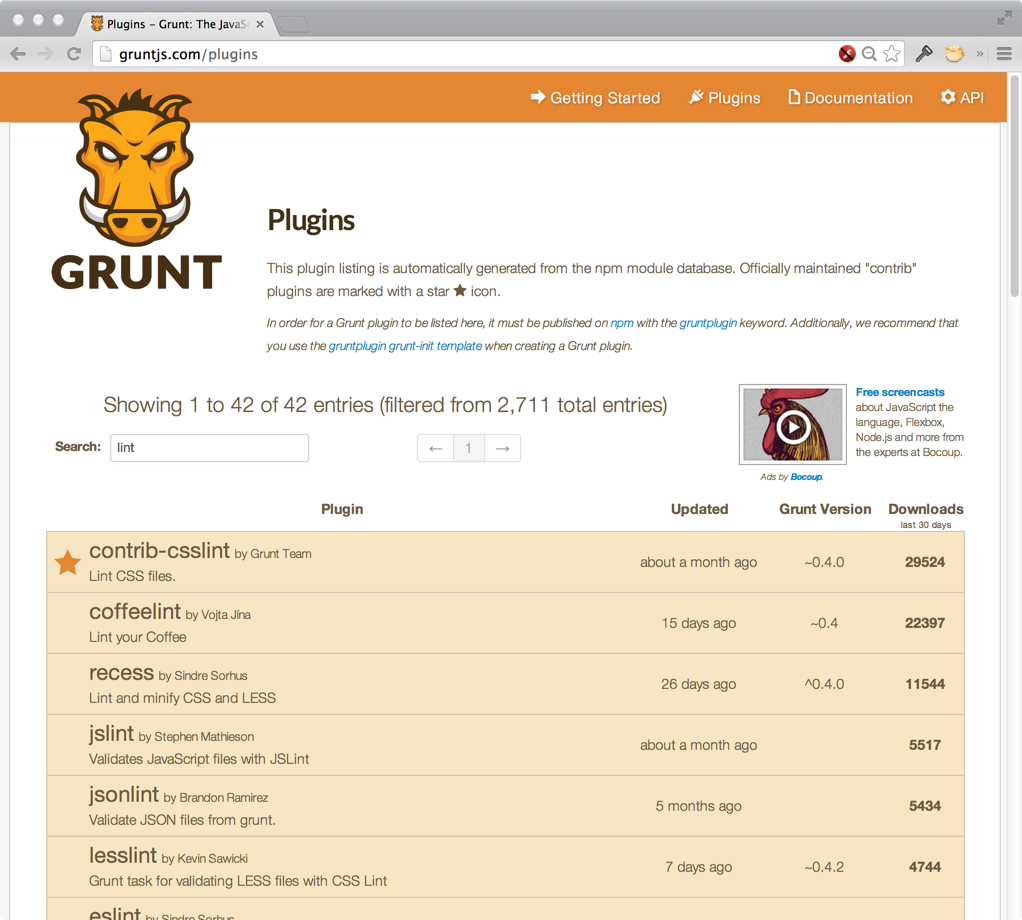 Plugins – Grunt: The JavaSc
gruntjs.com/plugins
Getting Started Plugins Documentation API
GRUNT
Plugins
This plugin listing is automatically generated from the npm module database. Officially maintained "contrib"
plugins are marked with a star ★ icon.
In order for a Grunt plugin to be listed here, it must be published on npm with the gruntplugin keyword. Additionally, we recommend that
you use the gruntplugin grunt-init template when creating a Grunt plugin.
Showing 1 to 42 of 42 entries (filtered from 2,711 total entries)
Search: lint ← 1 →
Free screencasts
about JavaScript the
language, Flexbox,
Node.js and more from
the experts at Bocoup.
Ads by Bocoup.
Plugin Updated Grunt Version Downloads
last 30 days
contrib-csslint by Grunt Team about a month ago ~0.4.0 29524
Lint CSS files.
coffeelint by Vojta Jína 15 days ago ~0.4 22397
Lint your Coffee
recess by Sindre Sorhus 26 days ago ^0.4.0 11544
Lint and minify CSS and LESS
jslint by Stephen Mathieson about a month ago 5517
Validates JavaScript files with JSLint
jsonlint by Brandon Ramirez 5 months ago 5434
Validate JSON files from grunt.
lesslint by Kevin Sawicki 7 days ago ~0.4.2 4744
Grunt task for validating LESS files with CSS Lint
eslint by Sindre Sorhus